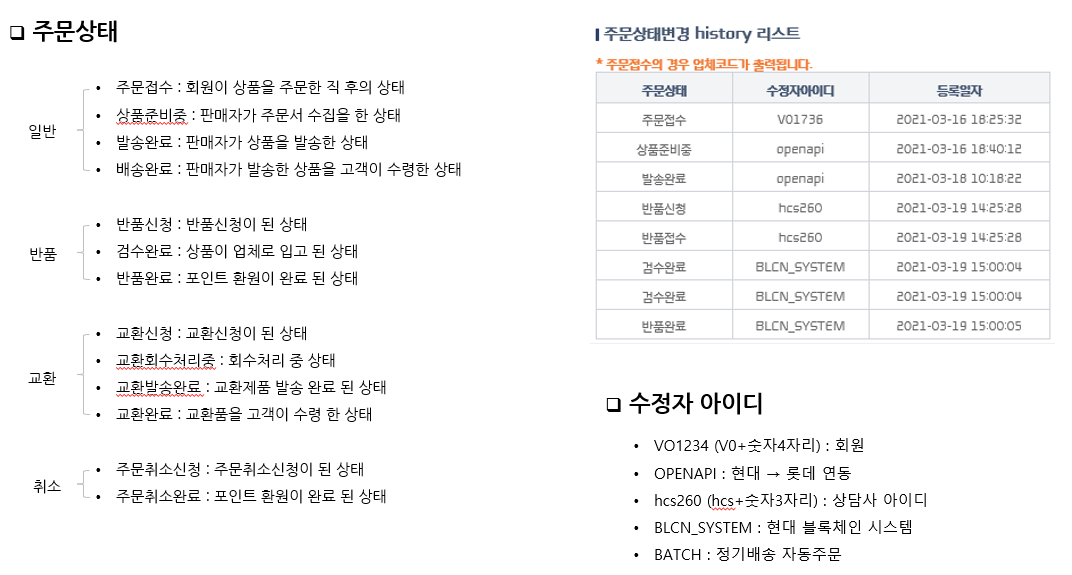 ❑ 주문상태
일반
• 주문접수 : 회원이 상품을 주문한 직 후의 상태
• 상품준비중 : 판매자가 주문서 수집을 한 상태
• 발송완료 : 판매자가 상품을 발송한 상태
• 배송완료 : 판매자가 발송한 상품을 고객이 수령한 상태
반품
• 반품신청 : 반품신청이 된 상태
• 검수완료 : 상품이 업체로 입고 된 상태
• 반품완료 : 포인트 환원이 완료 된 상태
교환
• 교환신청 : 교환신청이 된 상태
• 교환회수처리중 : 회수처리 중 상태
• 교환발송완료 : 교환제품 발송 완료 된 상태
• 교환완료 : 교환품을 고객이 수령 한 상태
취소
• 주문취소신청 : 주문취소신청이 된 상태
• 주문취소완료 : 포인트 환원이 완료 된 상태
주문상태변경 history 리스트
* 주문접수의 경우 업체코드가 출력됩니다.
주문상태 수정자아이디 등록일자
주문접수 V01736 2021-03-16 18:25:32
상품준비중 openapi 2021-03-16 18:40:12
발송완료 openapi 2021-03-18 10:18:22
반품신청 hcs260 2021-03-19 14:25:28
반품접수 hcs260 2021-03-19 14:25:28
검수완료 BLCN_SYSTEM 2021-03-19 15:00:04
검수완료 BLCN_SYSTEM 2021-03-19 15:00:04
반품완료 BLCN_SYSTEM 2021-03-19 15:00:05
❑ 수정자 아이디
• VO1234 (V0+숫자4자리) : 회원
• OPENAPI : 현대 → 롯데 연동
• hcs260 (hcs+숫자3자리) : 상담사 아이디
• BLCN_SYSTEM : 현대 블록체인 시스템
• BATCH : 정기배송 자동주문